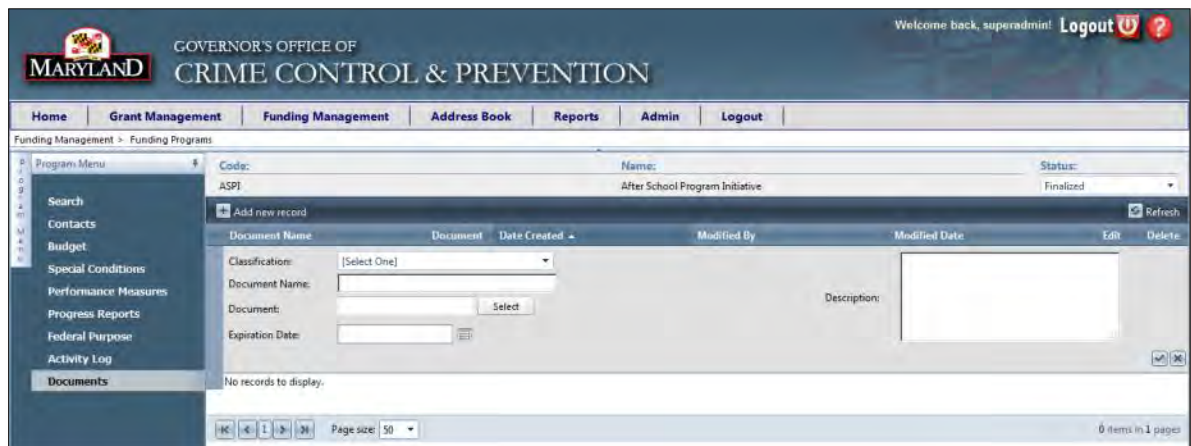 Welcome back, superadmin! Logout
MARYLAND
GOVERNOR'S OFFICE OF
CRIME CONTROL & PREVENTION
Home Grant Management Funding Management Address Book Reports Admin Logout
Funding Management > Funding Programs
Program Menu
Program Menu
Search
Contacts
Budget
Special Conditions
Performance Measures
Progress Reports
Federal Purpose
Activity Log
Documents
Code: Name: Status:
ASPI After School Program Initiative Finalized
Add new record Refresh
Document Name Document Date Created Modified By Modified Date Edit Delete
Classification: [Select One]
Document Name:
Document: Select
Expiration Date:
Description:
No records to display.
1 Page size: 50 0 items in 1 pages